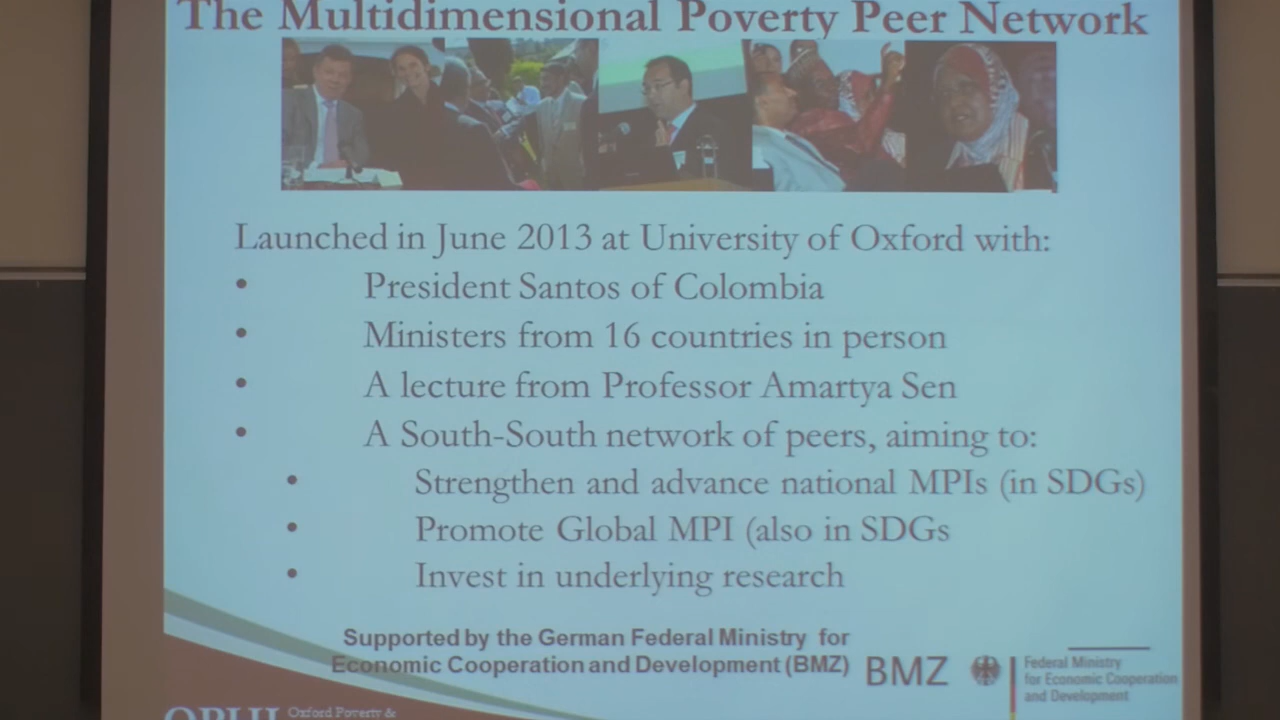 The Multidimensional Poverty Peer Network
Launched in June 2013 at University of Oxford with:
• President Santos of Colombia
• Ministers from 16 countries in person
• A lecture from Professor Amartya Sen
• A South-South network of peers, aiming to:
• Strengthen and advance national MPIs (in SDGs)
• Promote Global MPI (also in SDGs
• Invest in underlying research
Supported by the German Federal Ministry for
Economic Cooperation and Development (BMZ)
BMZ
Federal Ministry
for Economic Cooperation
and Development
OPHI
Oxford Poverty &